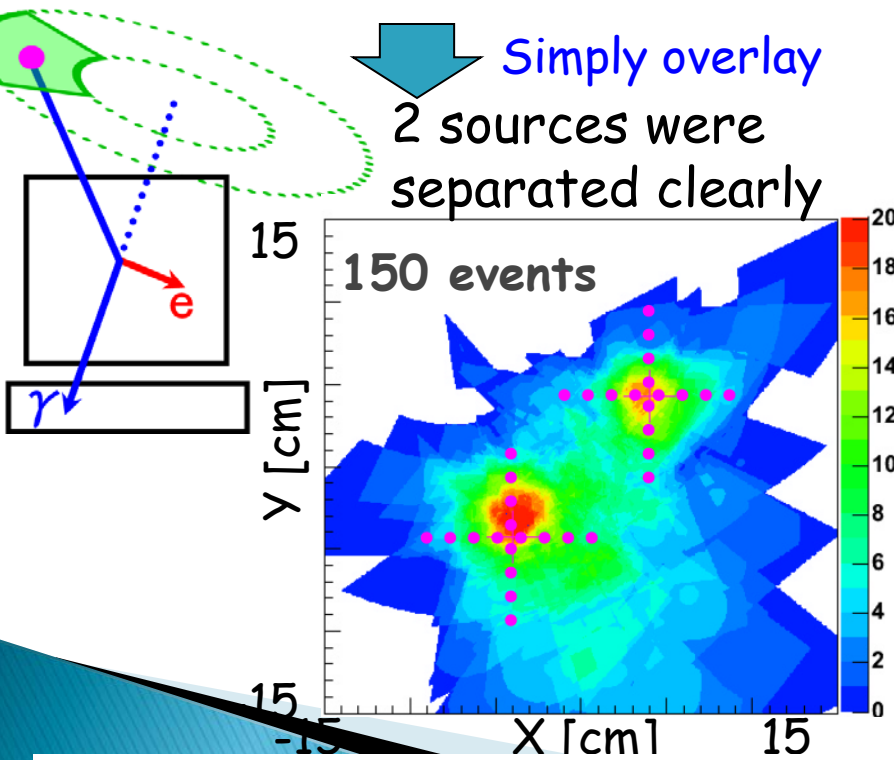 Simply overlay
2 sources were
separated clearly
e
γ
150 events
15
Y [cm]
15
-15
X [cm]
15
20
18
16
14
12
10
8
6
4
2
0